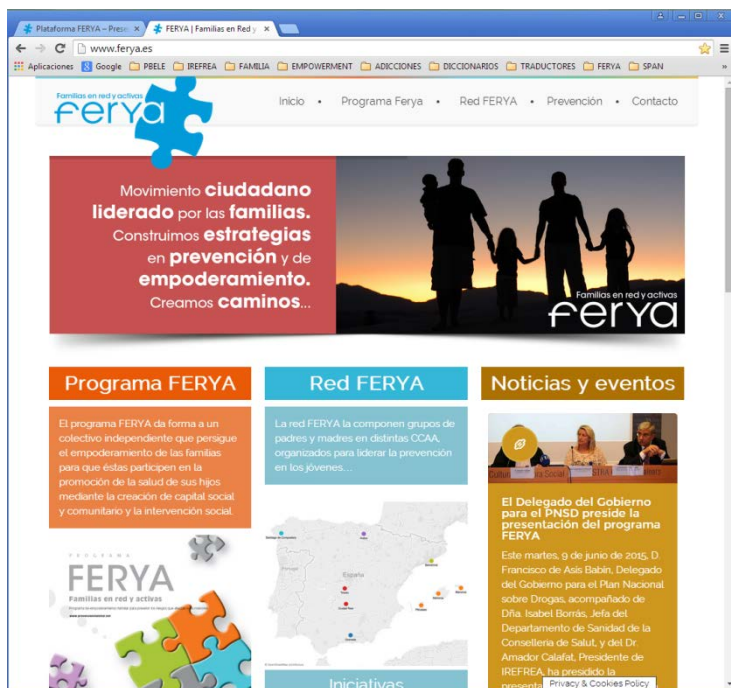 Plataforma FERYA – Prese
FERYA | Familias en Red y
www.ferya.es
Aplicaciones Google PBELE IREFREA FAMILIA EMPOWERMENT ADICCIONES DICCIONARIOS TRADUCTORES FERYA SPAN »
Familias en red y activas
ferya
Inicio • Programa Ferya • Red FERYA • Prevención • Contacto
Movimiento ciudadano
liderado por las familias.
Construimos estrategias
en prevención y de
empoderamiento.
Creamos caminos...
Familias en red y activas
ferya
Programa FERYA
El programa FERYA da forma a un
colectivo independiente que persigue
el empoderamiento de las familias
para que éstas participen en la
promoción de la salud de sus hijos
mediante la creación de capital social
y comunitario y la intervención social.
PROGRAMA
FERYA
Familias en red y activas
Red FERYA
La red FERYA la componen grupos de
padres y madres en distintas CCAA,
organizados para liderar la prevención
en los jóvenes...
España
Iniciativas
Noticias y eventos
El Delegado del Gobierno
para el PNSD preside la
presentación del programa
FERYA
Este martes, 9 de junio de 2015, D.
Francisco de Asís Babín, Delegado
del Gobierno para el Plan Nacional
sobre Drogas, acompañado de
Dña. Isabel Borrás, Jefa del
Departamento de Sanidad de la
Conselleria de Salut, y del Dr.
Amador Calafat, Presidente de
IREFREA, ha presidido la
presenta
Privacy & Cookies Policy